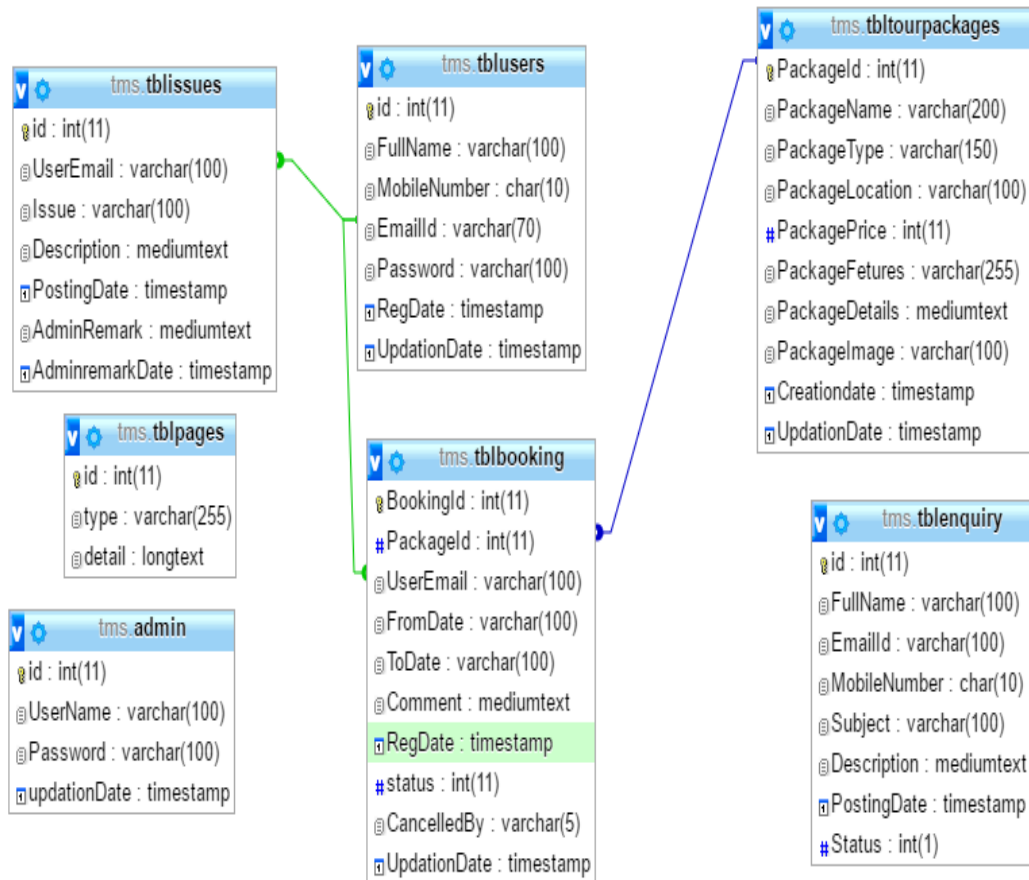 tms.tblissues
id : int(11)
UserEmail : varchar(100)
Issue : varchar(100)
Description : mediumtext
PostingDate : timestamp
AdminRemark : mediumtext
AdminremarkDate : timestamp
tms.tblusers
id : int(11)
FullName : varchar(100)
MobileNumber : char(10)
EmailId : varchar(70)
Password : varchar(100)
RegDate : timestamp
UpdationDate : timestamp
tms.tbltourpackages
PackageId : int(11)
PackageName : varchar(200)
PackageType : varchar(150)
PackageLocation : varchar(100)
#PackagePrice : int(11)
PackageFetures : varchar(255)
PackageDetails : mediumtext
PackageImage : varchar(100)
Creationdate : timestamp
UpdationDate : timestamp
tms.tblpages
id : int(11)
type : varchar(255)
detail : longtext
tms.admin
id : int(11)
UserName : varchar(100)
Password : varchar(100)
updationDate : timestamp
tms.tblbooking
BookingId : int(11)
#PackageId : int(11)
UserEmail : varchar(100)
FromDate : varchar(100)
ToDate : varchar(100)
Comment : mediumtext
RegDate : timestamp
#status : int(11)
CancelledBy : varchar(5)
UpdationDate : timestamp
tms.tblenquiry
id : int(11)
FullName : varchar(100)
EmailId : varchar(100)
MobileNumber : char(10)
Subject : varchar(100)
Description : mediumtext
PostingDate : timestamp
#Status : int(1)